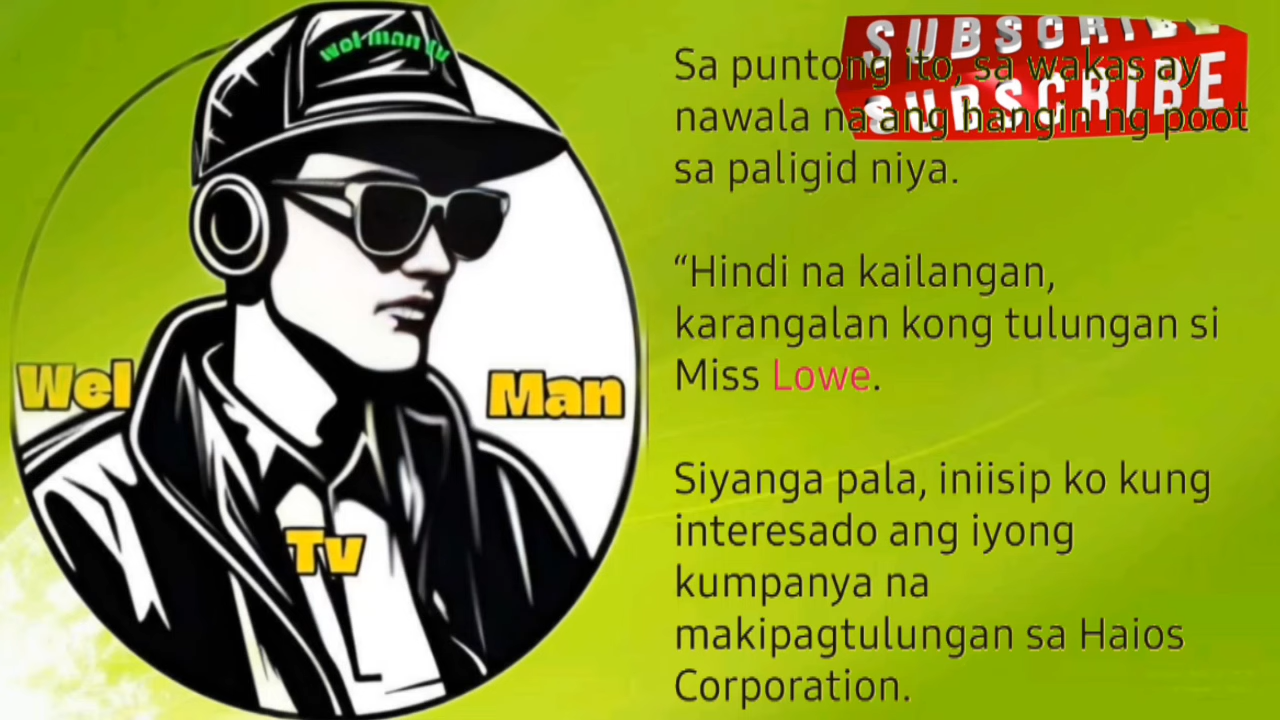 wel man tv
Wel
Man
Tv
SUBSCRIBE
SUBSCRIBE
Sa puntong ito, sa wakas ay
nawala na ang hangin ng poot
sa paligid niya.
“Hindi na kailangan,
karangalan kong tulungan si
Miss Lowe.
Siyanga pala, iniisip ko kung
interesado ang iyong
kumpanya na
makipagtulungan sa Haios
Corporation.